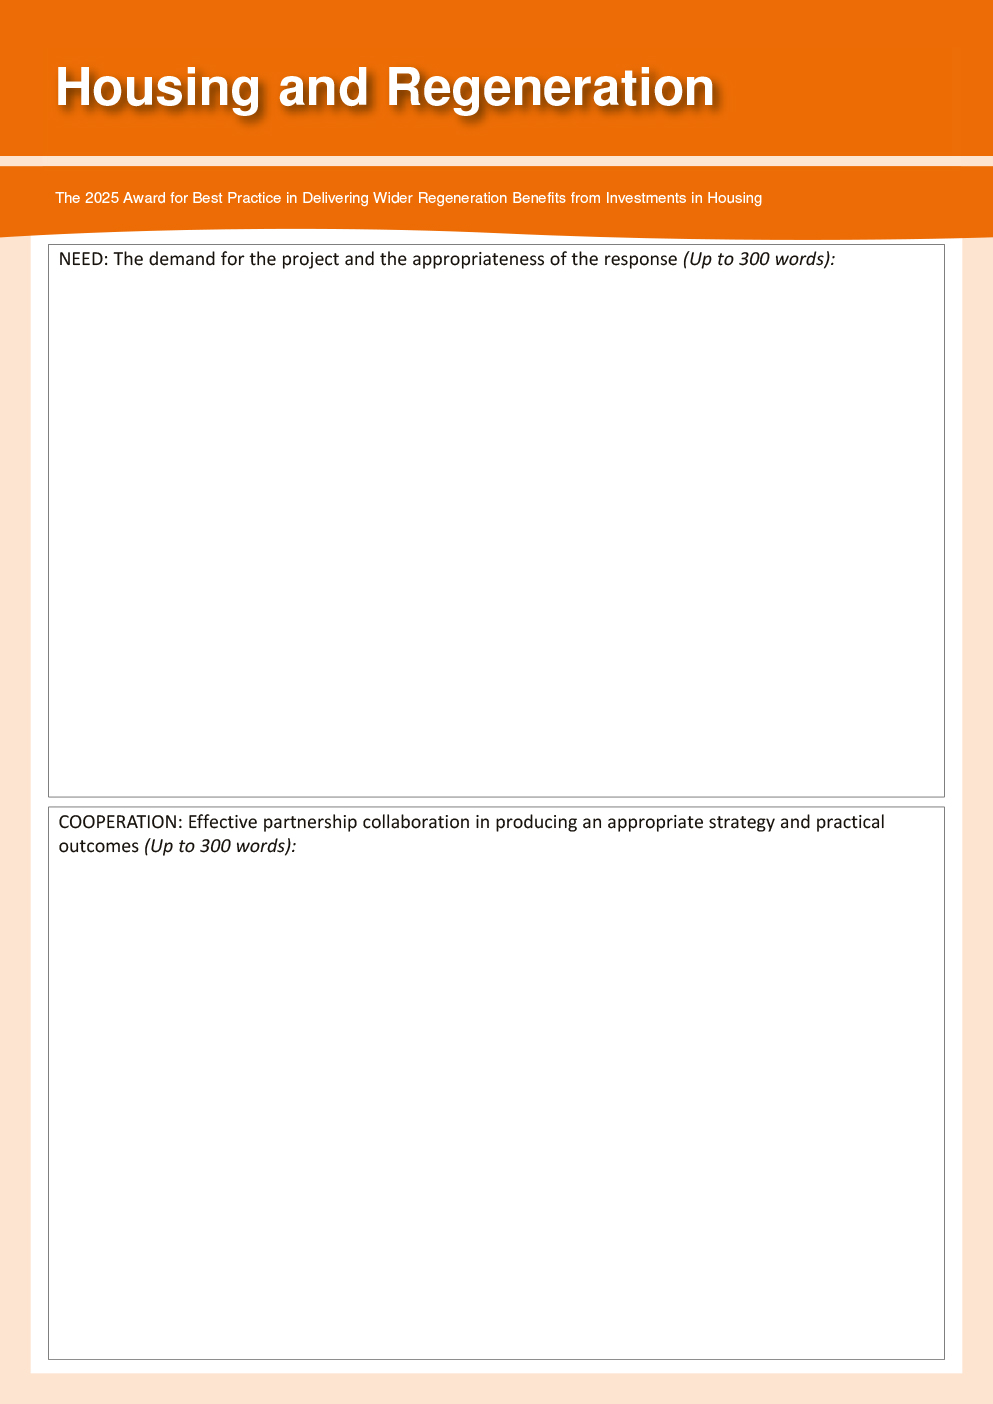 Housing and Regeneration
The 2025 Award for Best Practice in Delivering Wider Regeneration Benefits from Investments in Housing
NEED: The demand for the project and the appropriateness of the response (Up to 300 words):
COOPERATION: Effective partnership collaboration in producing an appropriate strategy and practical
outcomes (Up to 300 words):